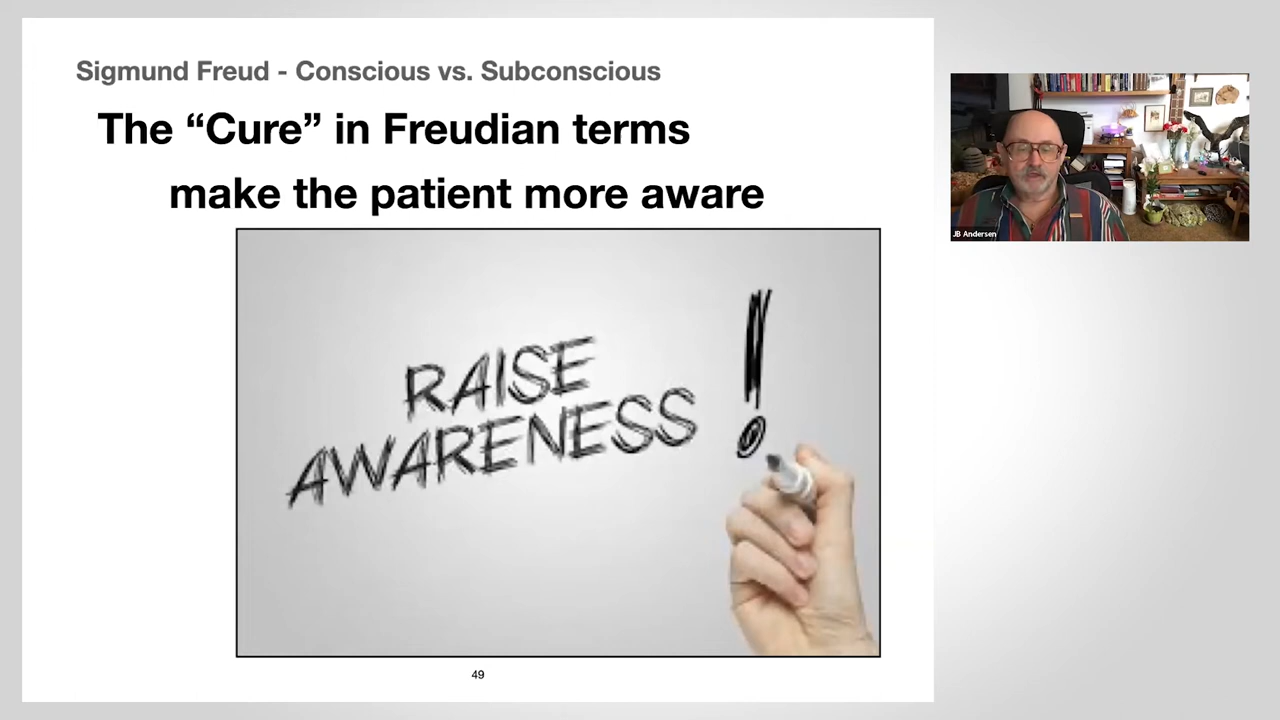 Sigmund Freud - Conscious vs. Subconscious
The “Cure” in Freudian terms
make the patient more aware
RAISE
AWARENESS !
49
JB Andersen